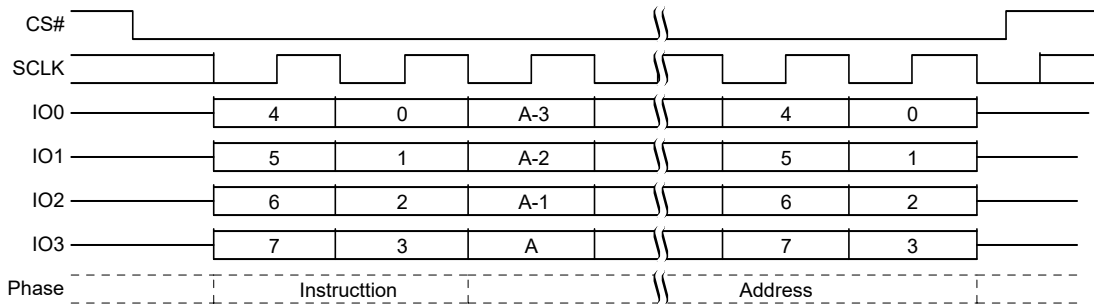 CS#
SCLK
IO0 4 0 A-3 4 0
IO1 5 1 A-2 5 1
IO2 6 2 A-1 6 2
IO3 7 3 A 7 3
Phase Instructtion Address